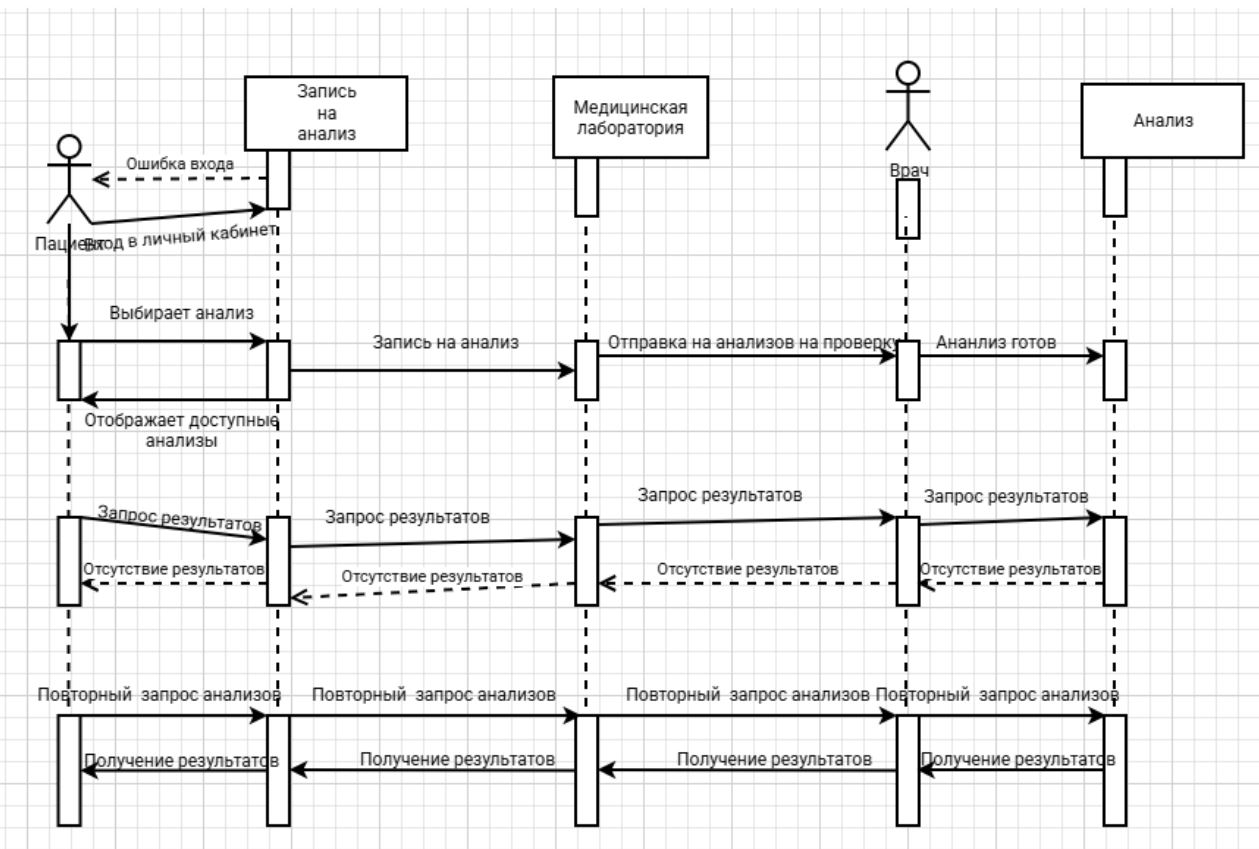 Запись
на
анализ
Медицинская
лаборатория
Анализ
Ошибка входа
Врач
Пациент
Вход в личный кабинет
Выбирает анализ
Запись на анализ
Отправка на анализов на проверку
Ананлиз готов
Отображает доступные
анализы
Запрос результатов
Запрос результатов
Запрос результатов
Запрос результатов
Отсутствие результатов
Отсутствие результатов
Отсутствие результатов
Отсутствие результатов
Повторный запрос анализов
Повторный запрос анализов
Повторный запрос анализов
Повторный запрос анализов
Получение результатов
Получение результатов
Получение результатов
Получение результатов